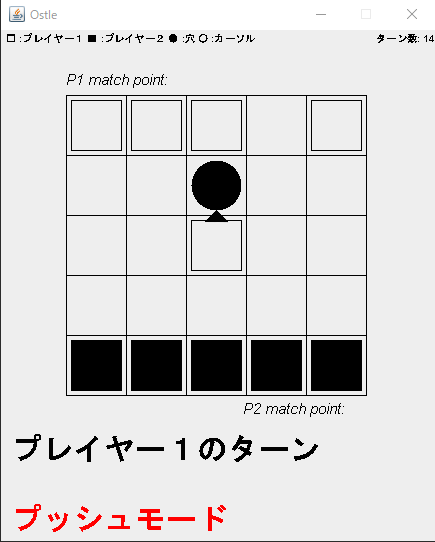 Ostle
□ :プレイヤー１ ■ :プレイヤー２ ● :穴 〇 :カーソル
ターン数: 14
P1 match point:
P2 match point:
プレイヤー１のターン
プッシュモード